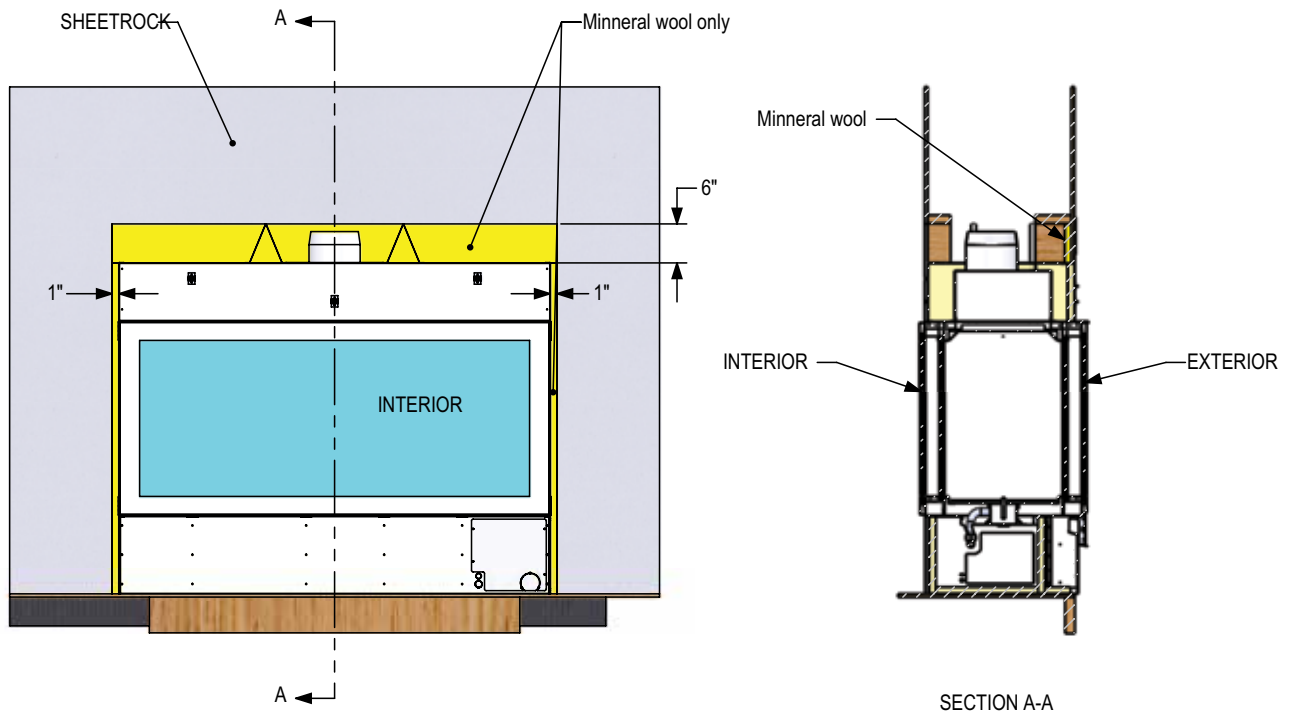 SHEETROCK
A
Minneral wool only
6"
1"
1"
INTERIOR
A
Minneral wool
INTERIOR
EXTERIOR
SECTION A-A